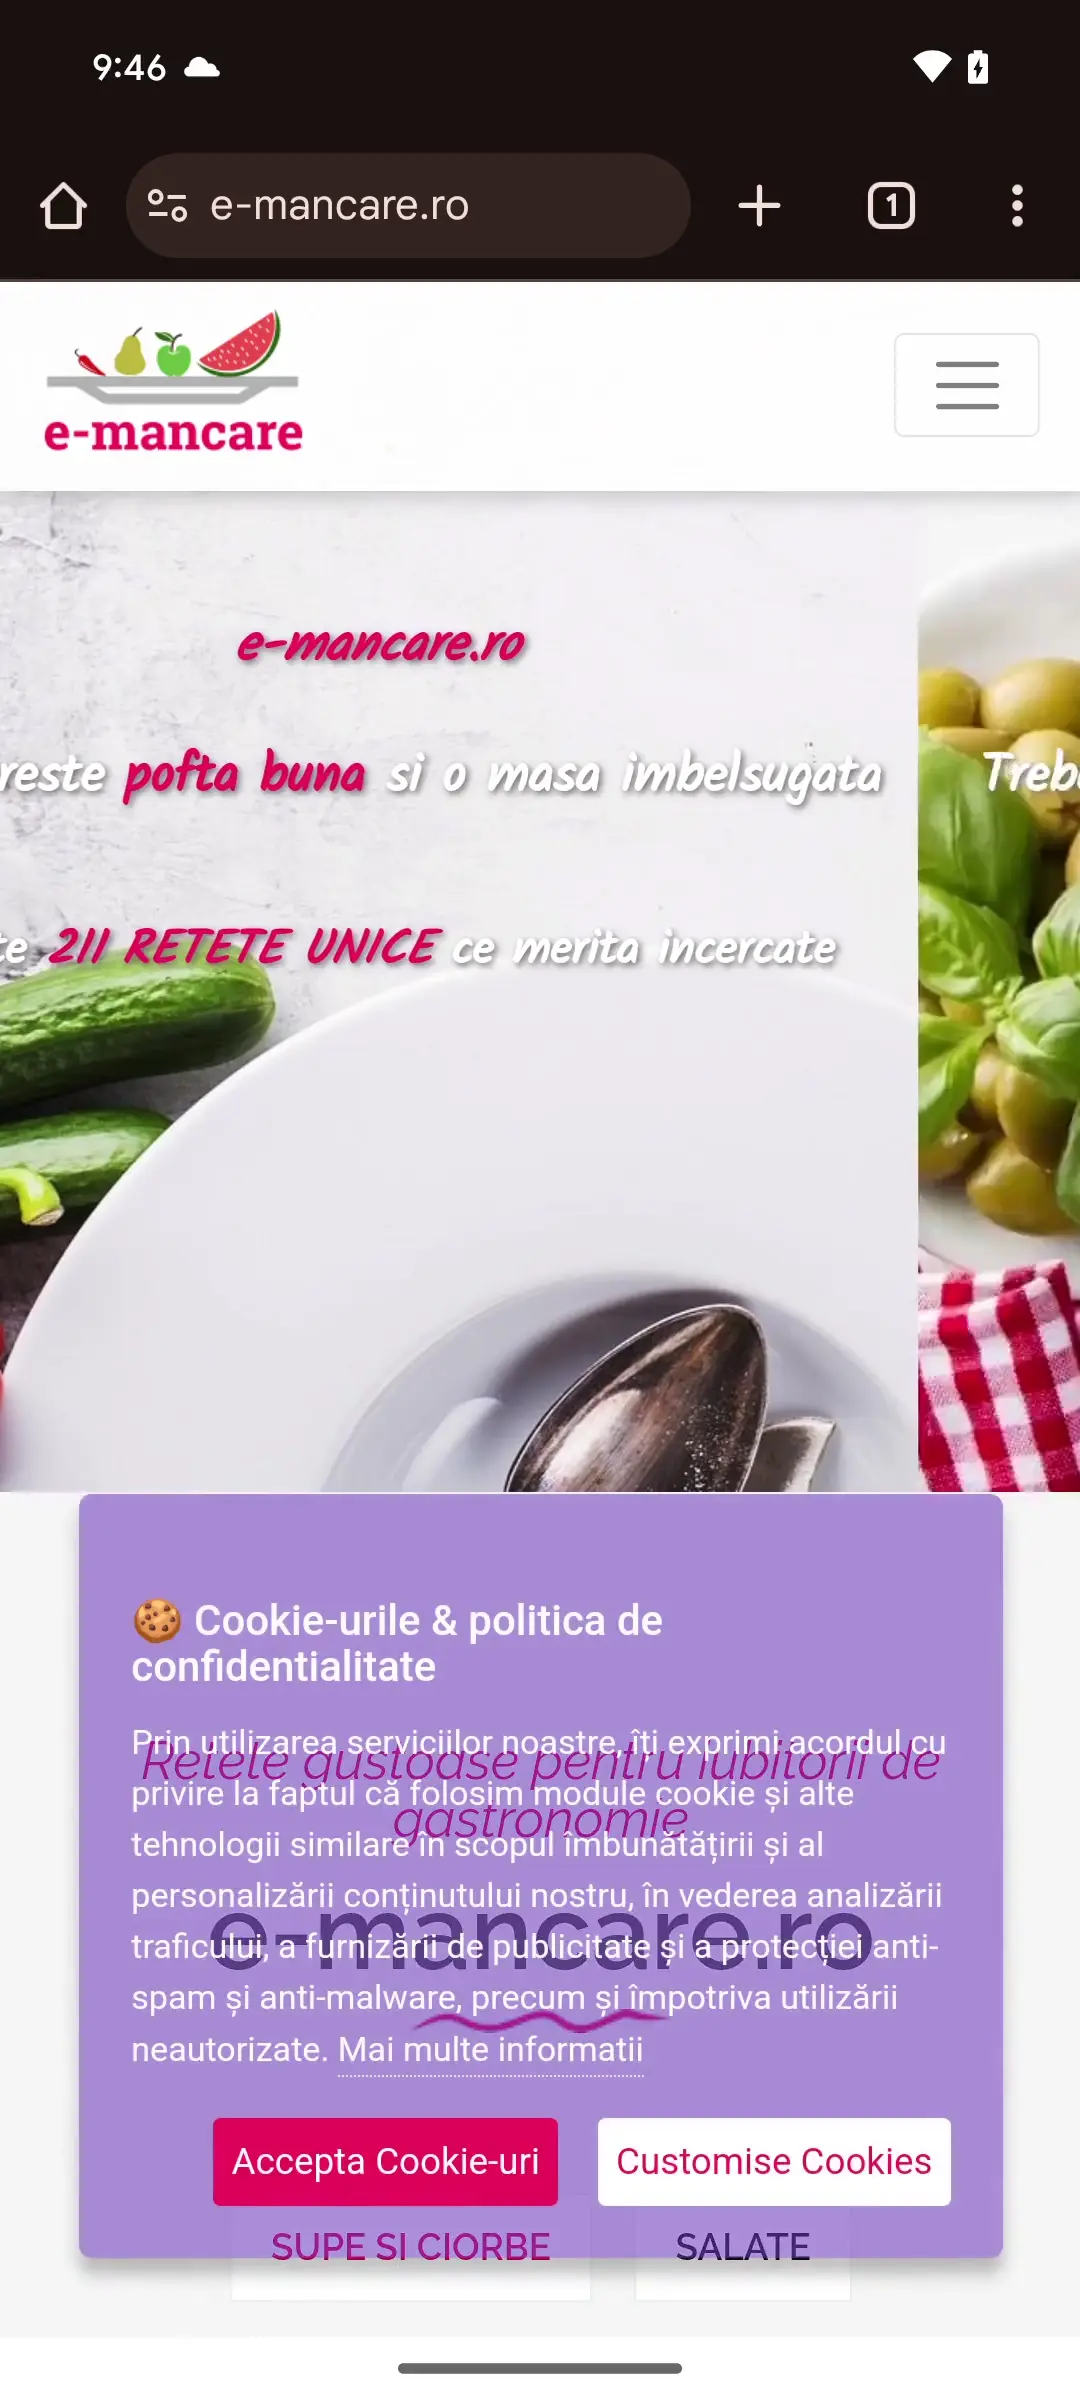 9:46
e-mancare.ro
1
e-mancare
e-mancare.ro
reste pofta buna si o masa imbelsugata
Treb
te 211 RETETE UNICE ce merita incercate
🍪 Cookie-urile & politica de
confidentialitate
Prin utilizarea serviciilor noastre, îți exprimi acordul cu
privire la faptul că folosim module cookie și alte
tehnologii similare în scopul îmbunătățirii și al
personalizării conținutului nostru, în vederea analizării
traficului, a furnizării de publicitate și a protecției anti-
spam și anti-malware, precum și împotriva utilizării
neautorizate. Mai multe informatii
Retete gustoase pentru iubitorii de
gastronomie
e-mancare.ro
Accepta Cookie-uri
Customise Cookies
SUPE SI CIORBE
SALATE